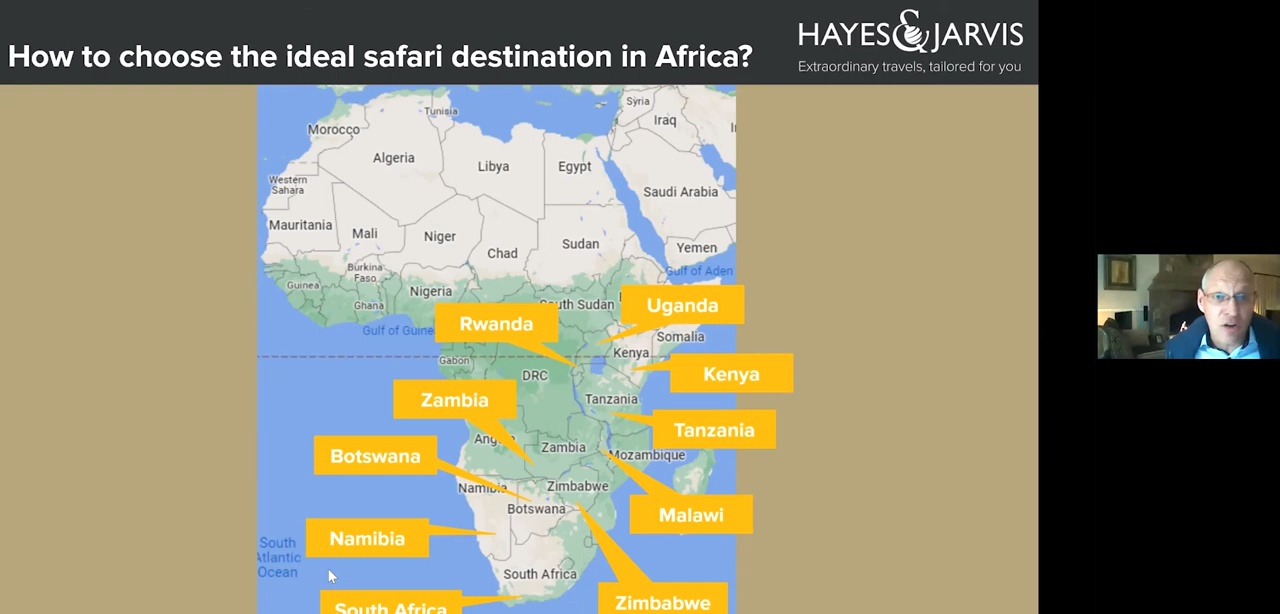 How to choose the ideal safari destination in Africa?
HAYES & JARVIS
Extraordinary travels, tailored for you
Syria
Tunisia
Iraq
Morocco
Algeria
Libya
Egypt
Western
Sahara
Saudi Arabia
Mauritania
Mali
Niger
Chad
Sudan
Yemen
Burkina
Faso
Gulf of Aden
Guinea
Nigeria
Ghana
South Sudan
Uganda
Rwanda
Gulf of Guine
Somalia
Kenya
Gabon
DRC
Kenya
Zambia
Tanzania
Tanzania
Ang
Zambia
Mozambique
Botswana
Namibia
Zimbabwe
Botswana
Malawi
Namibia
South
Atlantic
Ocean
South Africa
South Africa
Zimbabwe